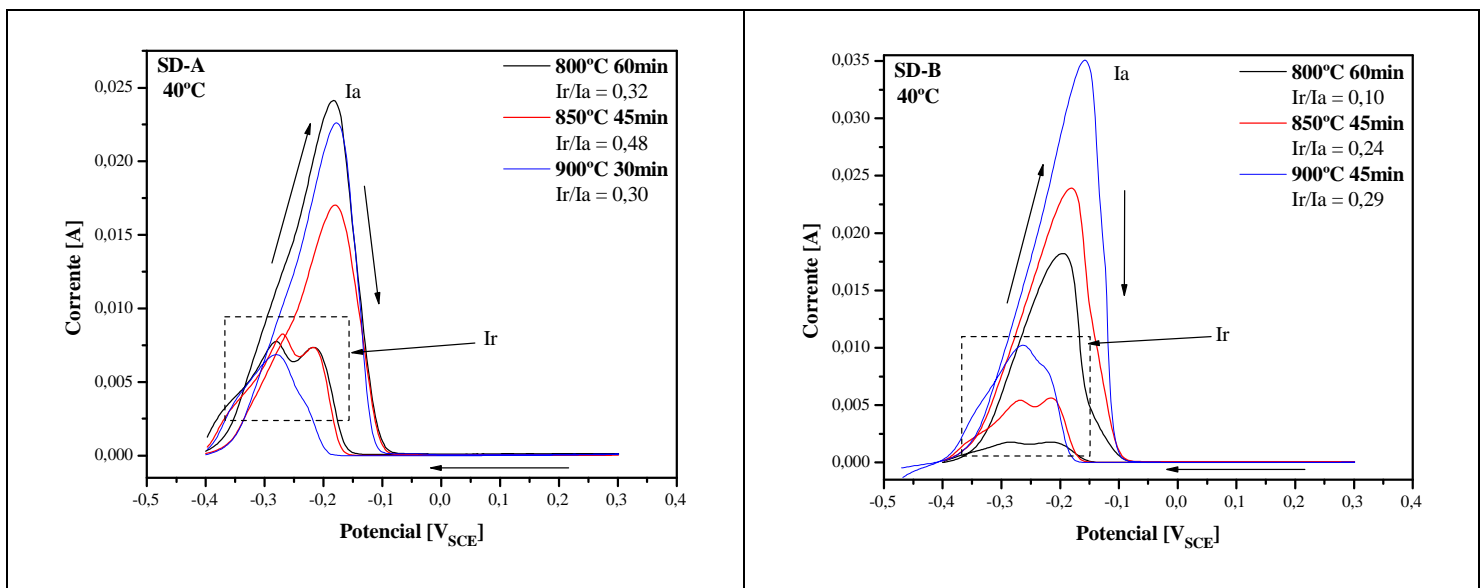 SD-A
40ºC
Ia
800ºC 60min
Ir/Ia = 0,32
850ºC 45min
Ir/Ia = 0,48
900ºC 30min
Ir/Ia = 0,30
Ir
0,025
0,020
0,015
0,010
0,005
0,000
Corrente [A]
-0,5 -0,4 -0,3 -0,2 -0,1 0,0 0,1 0,2 0,3 0,4
Potencial [V_SCE]
SD-B
40ºC
Ia
800ºC 60min
Ir/Ia = 0,10
850ºC 45min
Ir/Ia = 0,24
900ºC 45min
Ir/Ia = 0,29
Ir
0,035
0,030
0,025
0,020
0,015
0,010
0,005
0,000
Corrente [A]
-0,5 -0,4 -0,3 -0,2 -0,1 0,0 0,1 0,2 0,3 0,4
Potencial [V_SCE]